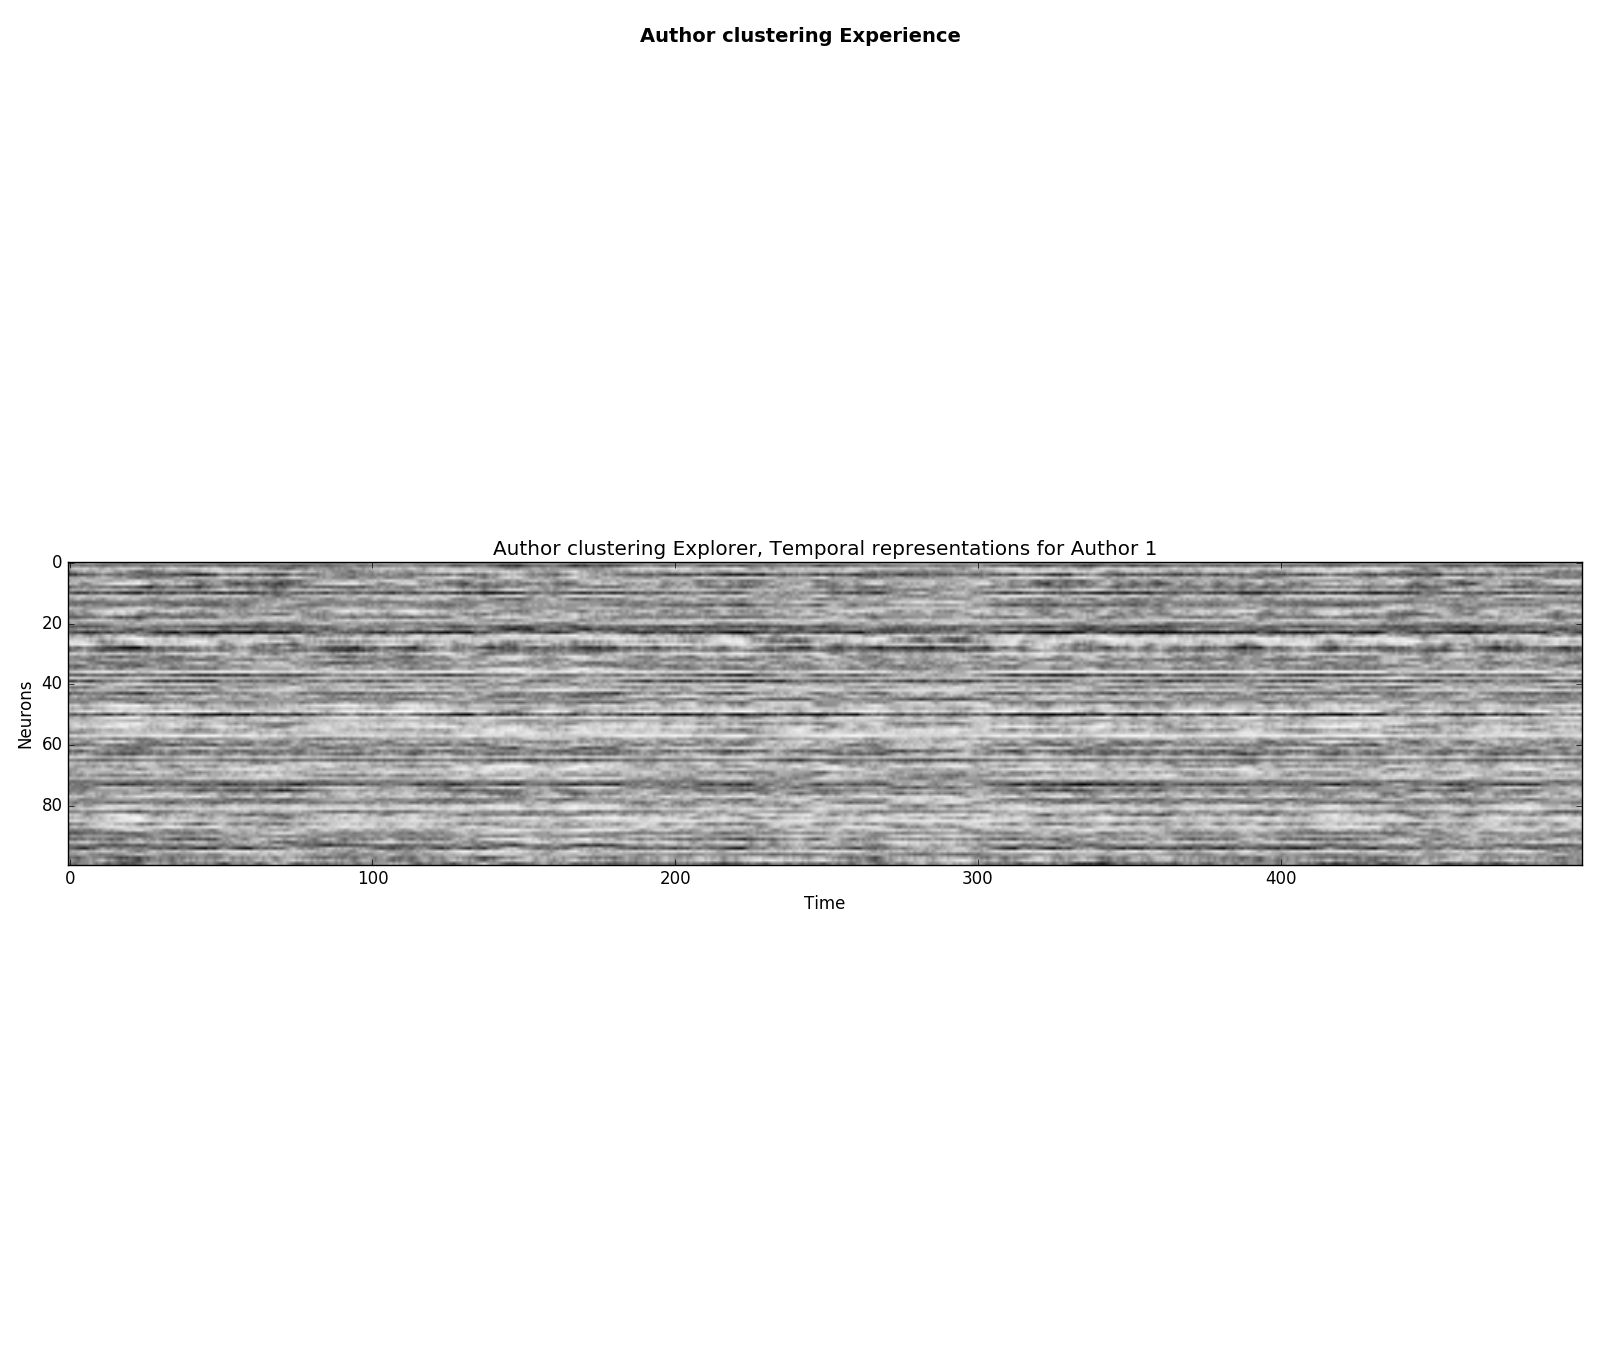 Author clustering Experience
Author clustering Explorer, Temporal representations for Author 1
0
20
40
60
80
Neurons
0 100 200 300 400
Time